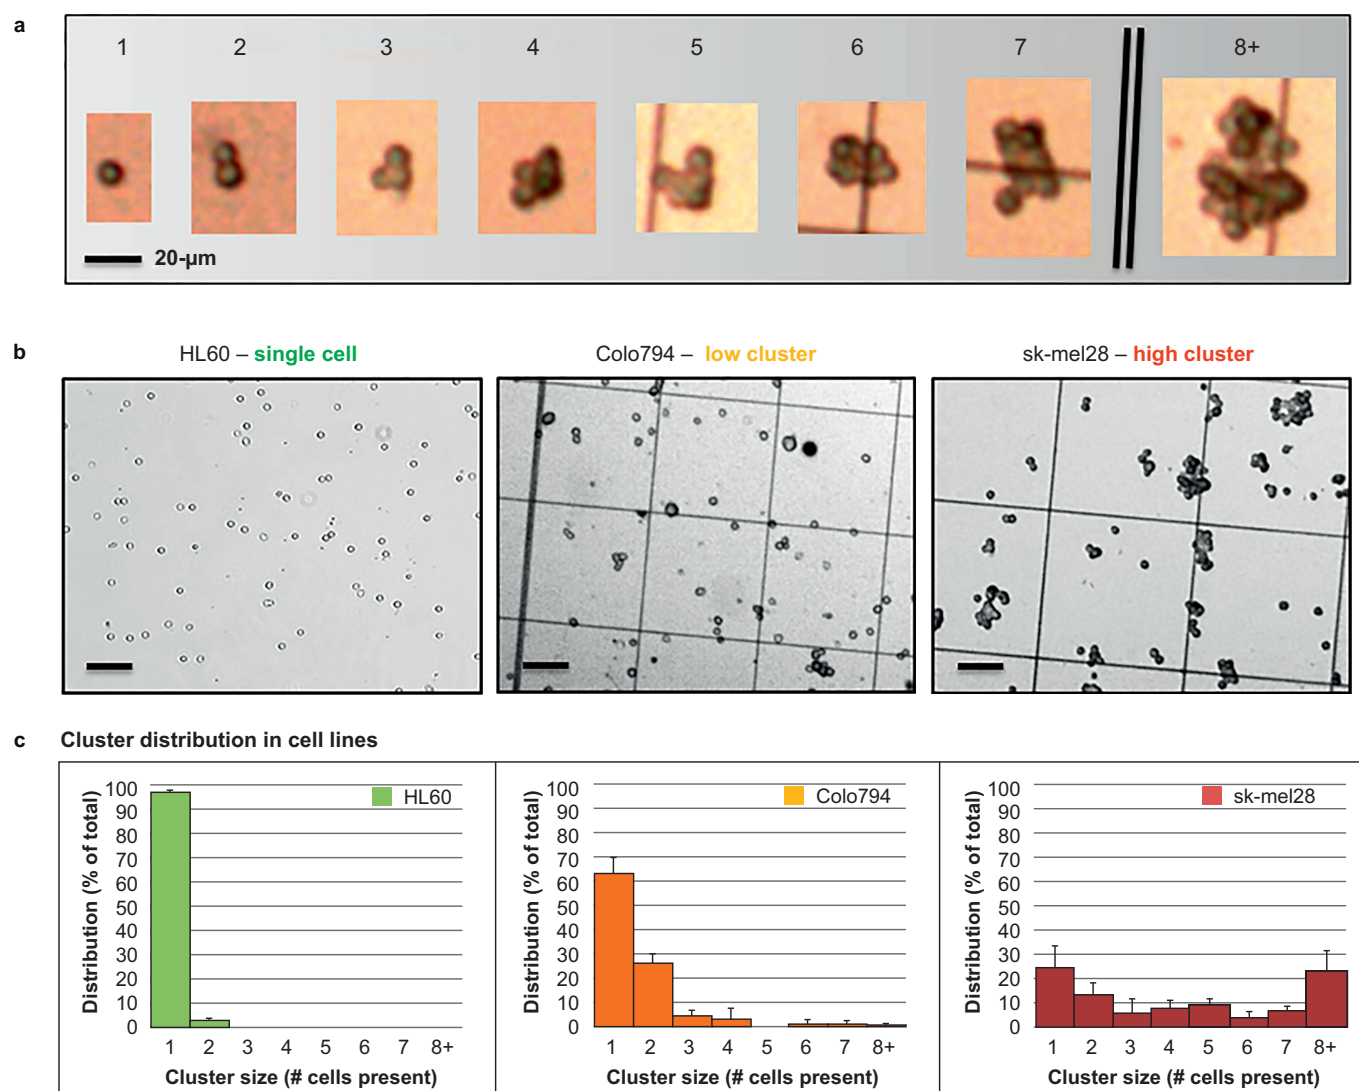 a
1 2 3 4 5 6 7 8+
20-μm
b
HL60 – single cell
Colo794 – low cluster
sk-mel28 – high cluster
c Cluster distribution in cell lines
Distribution (% of total)
100
90
80
70
60
50
40
30
20
10
0
HL60
1 2 3 4 5 6 7 8+
Cluster size (# cells present)
Distribution (% of total)
100
90
80
70
60
50
40
30
20
10
0
Colo794
1 2 3 4 5 6 7 8+
Cluster size (# cells present)
Distribution (% of total)
100
90
80
70
60
50
40
30
20
10
0
sk-mel28
1 2 3 4 5 6 7 8+
Cluster size (# cells present)